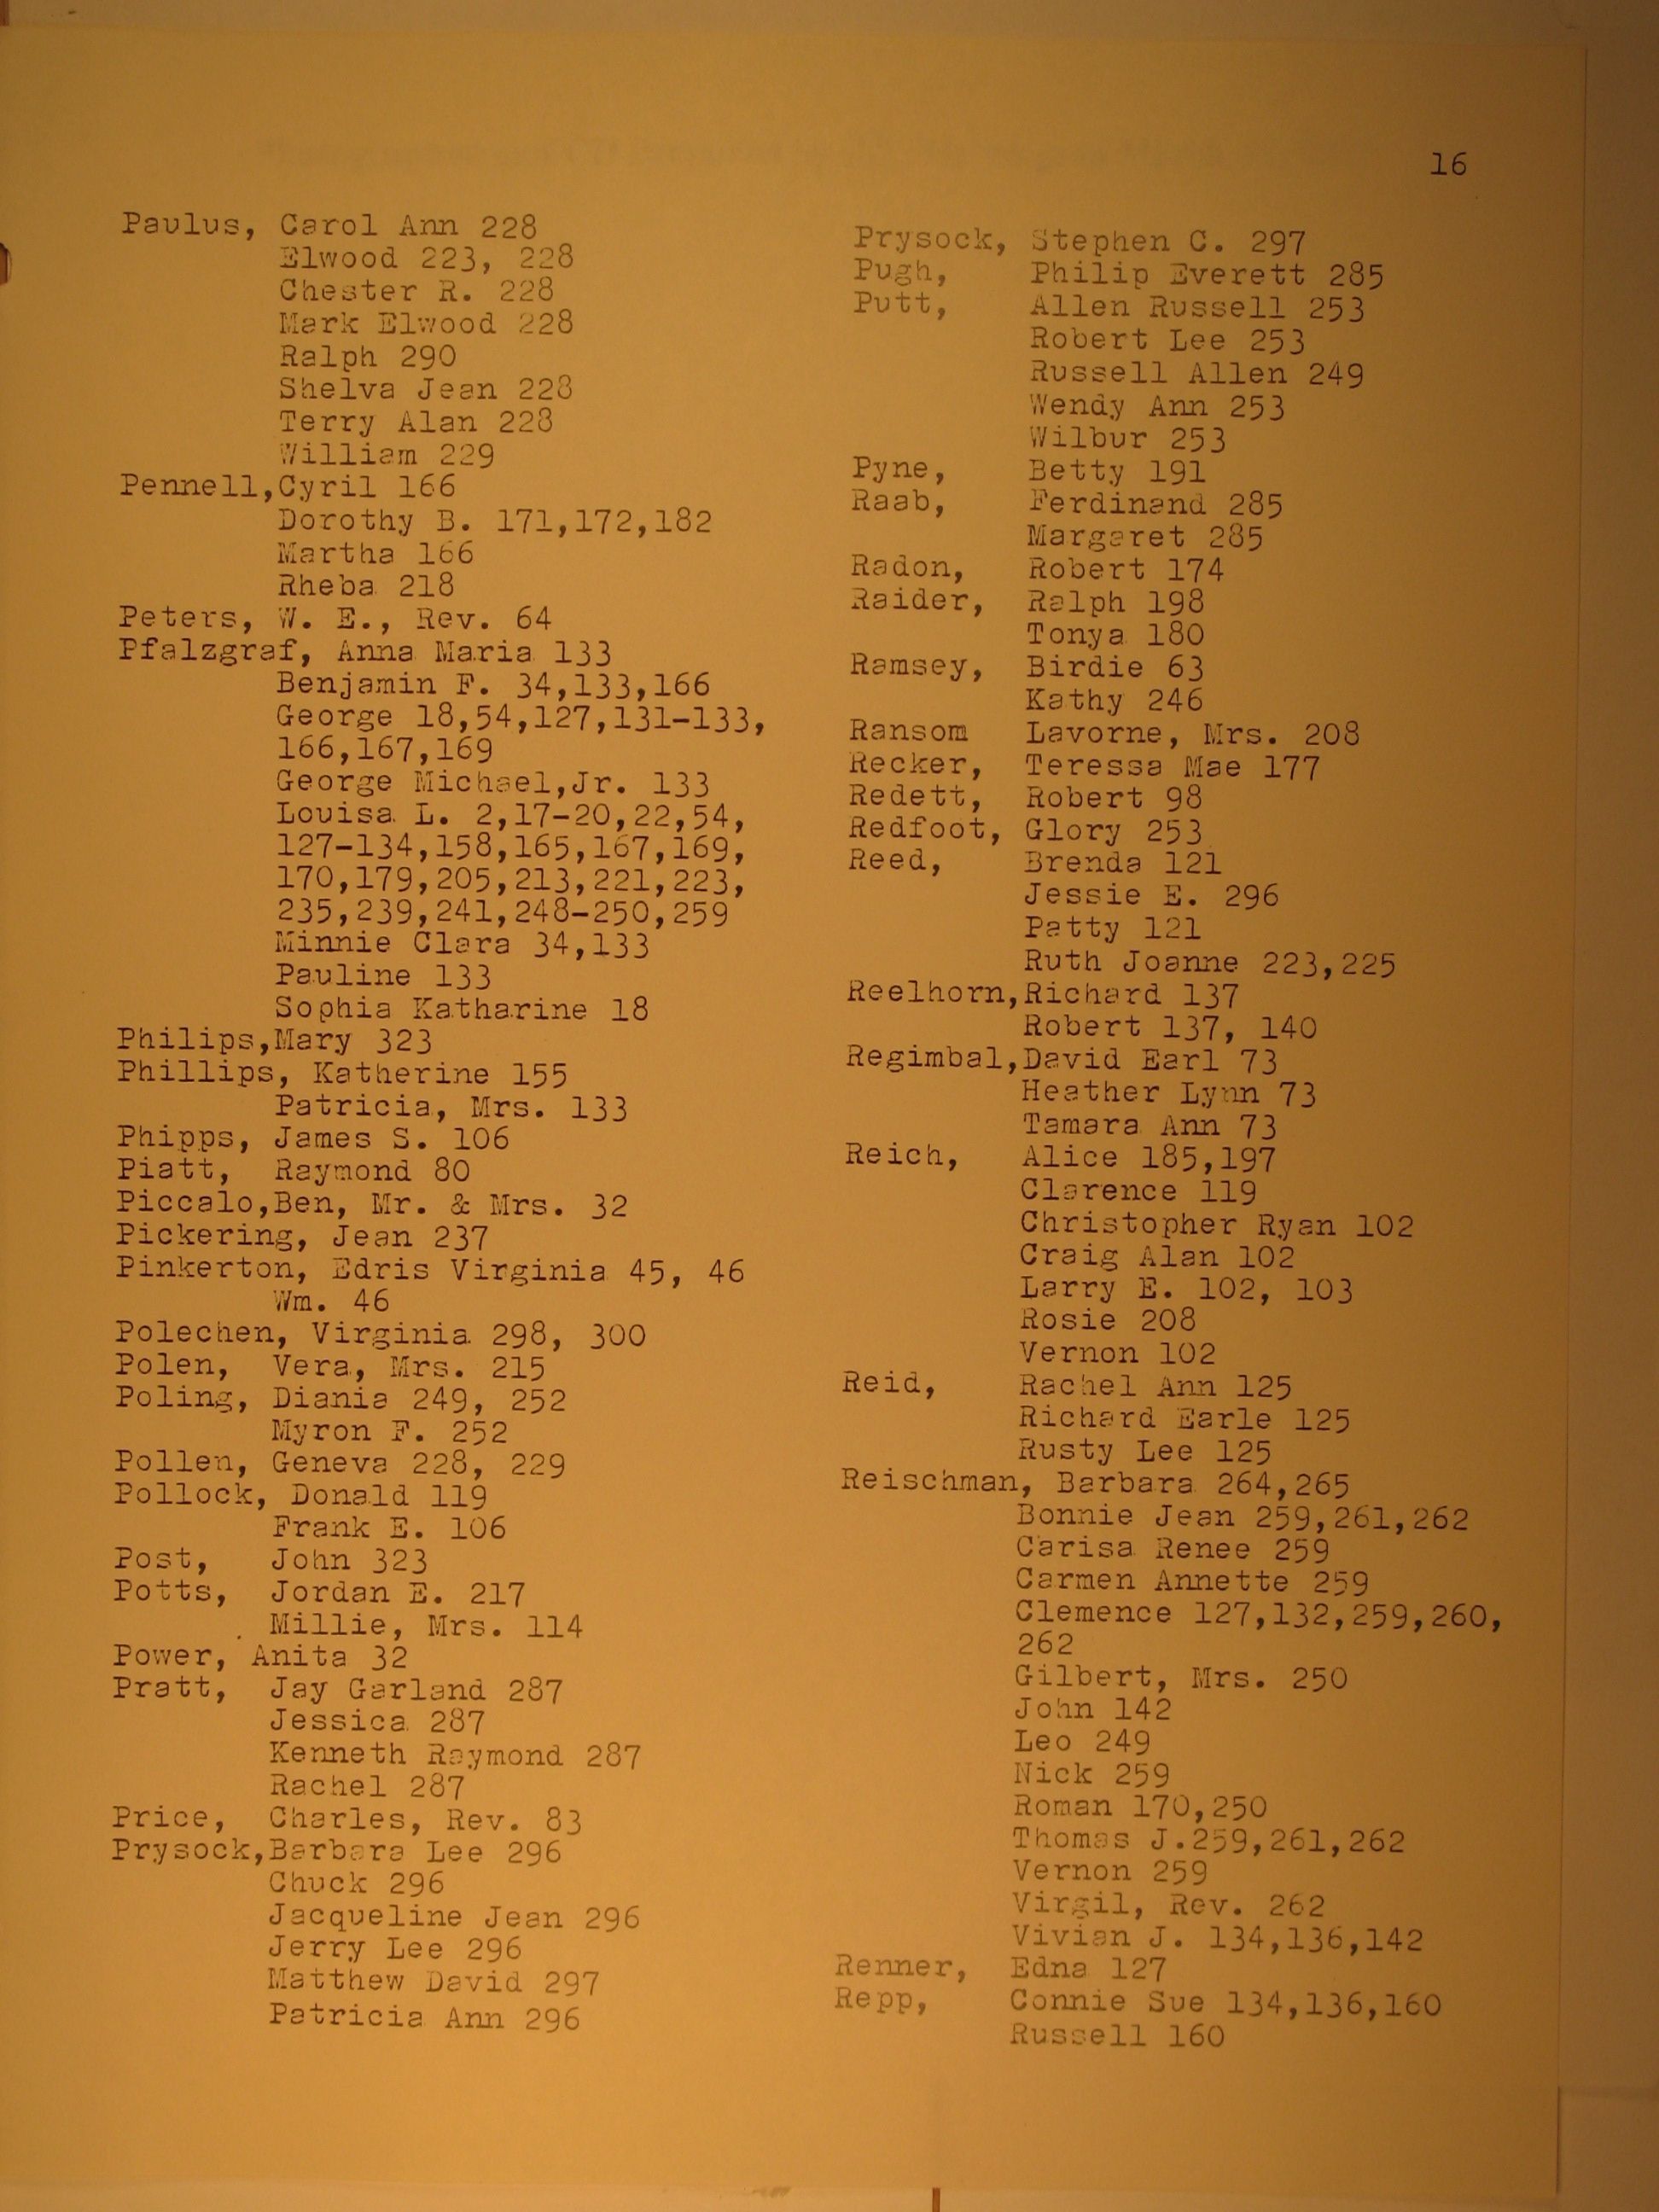 16
Paulus, Carol Ann 228
Elwood 223, 228
Chester R. 228
Mark Elwood 228
Ralph 290
Shelva Jean 228
Terry Alan 228
William 229
Pennell,Cyril 166
Dorothy B. 171,172,182
Martha 166
Rheba 218
Peters, W. E., Rev. 64
Pfalzgraf, Anna Maria 133
Benjamin F. 34,133,166
George 18,54,127,131-133,
166,167,169
George Michael,Jr. 133
Louisa L. 2,17-20,22,54,
127-134,158,165,167,169,
170,179,205,213,221,223,
235,239,241,248-250,259
Minnie Clara 34,133
Pauline 133
Sophia Katharine 18
Philips,Mary 323
Phillips, Katherine 155
Patricia, Mrs. 133
Phipps, James S. 106
Piatt, Raymond 80
Piccalo,Ben, Mr. & Mrs. 32
Pickering, Jean 237
Pinkerton, Edris Virginia 45, 46
Wm. 46
Polechen, Virginia 298, 300
Polen, Vera, Mrs. 215
Poling, Diania 249, 252
Myron F. 252
Pollen, Geneva 228, 229
Pollock, Donald 119
Frank E. 106
Post, John 323
Potts, Jordan E. 217
Millie, Mrs. 114
Power, Anita 32
Pratt, Jay Garland 287
Jessica 287
Kenneth Raymond 287
Rachel 287
Price, Charles, Rev. 83
Prysock,Barbara Lee 296
Chuck 296
Jacqueline Jean 296
Jerry Lee 296
Matthew David 297
Patricia Ann 296
Prysock, Stephen C. 297
Pugh, Philip Everett 285
Putt, Allen Russell 253
Robert Lee 253
Russell Allen 249
Wendy Ann 253
Wilbur 253
Pyne, Betty 191
Raab, Ferdinand 285
Margaret 285
Radon, Robert 174
Raider, Ralph 198
Tonya 180
Ramsey, Birdie 63
Kathy 246
Ransom Lavorne, Mrs. 208
Recker, Teressa Mae 177
Redett, Robert 98
Redfoot, Glory 253
Reed, Brenda 121
Jessie E. 296
Patty 121
Ruth Joanne 223,225
Reelhorn,Richard 137
Robert 137, 140
Regimbal,David Earl 73
Heather Lynn 73
Tamara Ann 73
Reich, Alice 185,197
Clarence 119
Christopher Ryan 102
Craig Alan 102
Larry E. 102, 103
Rosie 208
Vernon 102
Reid, Rachel Ann 125
Richard Earle 125
Rusty Lee 125
Reischman, Barbara 264,265
Bonnie Jean 259,261,262
Carisa Renee 259
Carmen Annette 259
Clemence 127,132,259,260,
262
Gilbert, Mrs. 250
John 142
Leo 249
Nick 259
Roman 170,250
Thomas J.259,261,262
Vernon 259
Virgil, Rev. 262
Vivian J. 134,136,142
Renner, Edna 127
Repp, Connie Sue 134,136,160
Russell 160